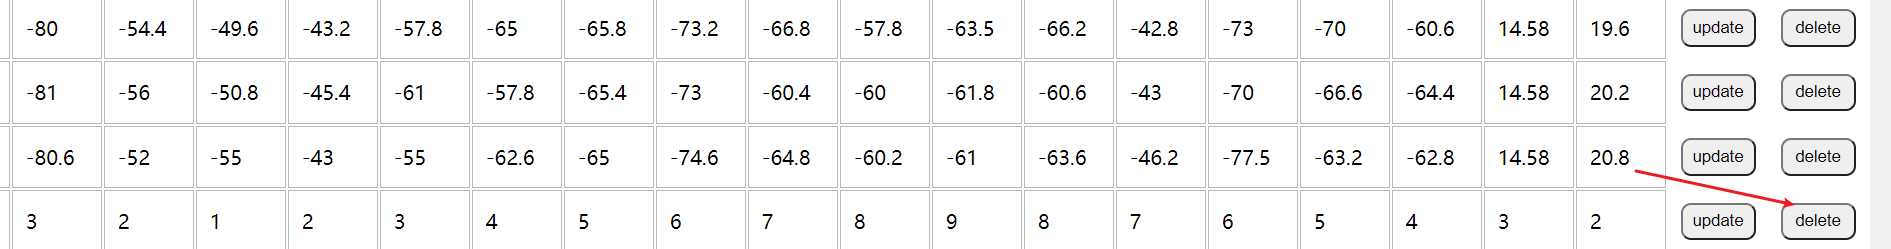 -80 -54.4 -49.6 -43.2 -57.8 -65 -65.8 -73.2 -66.8 -57.8 -63.5 -66.2 -42.8 -73 -70 -60.6 14.58 19.6 update delete
-81 -56 -50.8 -45.4 -61 -57.8 -65.4 -73 -60.4 -60 -61.8 -60.6 -43 -70 -66.6 -64.4 14.58 20.2 update delete
-80.6 -52 -55 -43 -55 -62.6 -65 -74.6 -64.8 -60.2 -61 -63.6 -46.2 -77.5 -63.2 -62.8 14.58 20.8 update delete
3 2 1 2 3 4 5 6 7 8 9 8 7 6 5 4 3 2 update delete